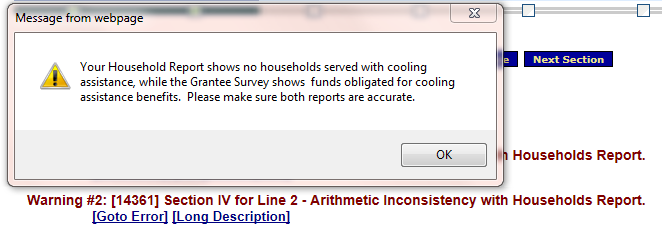 Message from webpage
Your Household Report shows no households served with cooling
assistance, while the Grantee Survey shows funds obligated for cooling
assistance benefits. Please make sure both reports are accurate.
OK
Next Section
Households Report.
Warning #2: [14361] Section IV for Line 2 - Arithmetic Inconsistency with Households Report.
[Goto Error] [Long Description]